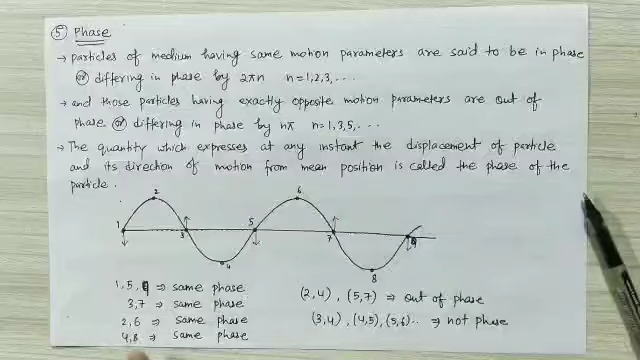 ⑤ Phase
→ particles of medium having same motion parameters are said to be in phase
(or) differing in phase by 2πn n=1,2,3,...
→ and those particles having exactly opposite motion parameters are out of
phase (or) differing in phase by nπ n=1,3,5,...
→ The quantity which expresses at any instant the displacement of particle
and its direction of motion from mean position is called the phase of the
particle.
1 2 3 4 5 6 7 8 9
1,5,9 ⇒ same phase
3,7 ⇒ same phase
2,6 ⇒ same phase
4,8 ⇒ same phase
(2,4), (5,7) ⇒ out of phase
(3,4), (4,5), (5,6).. ⇒ not phase